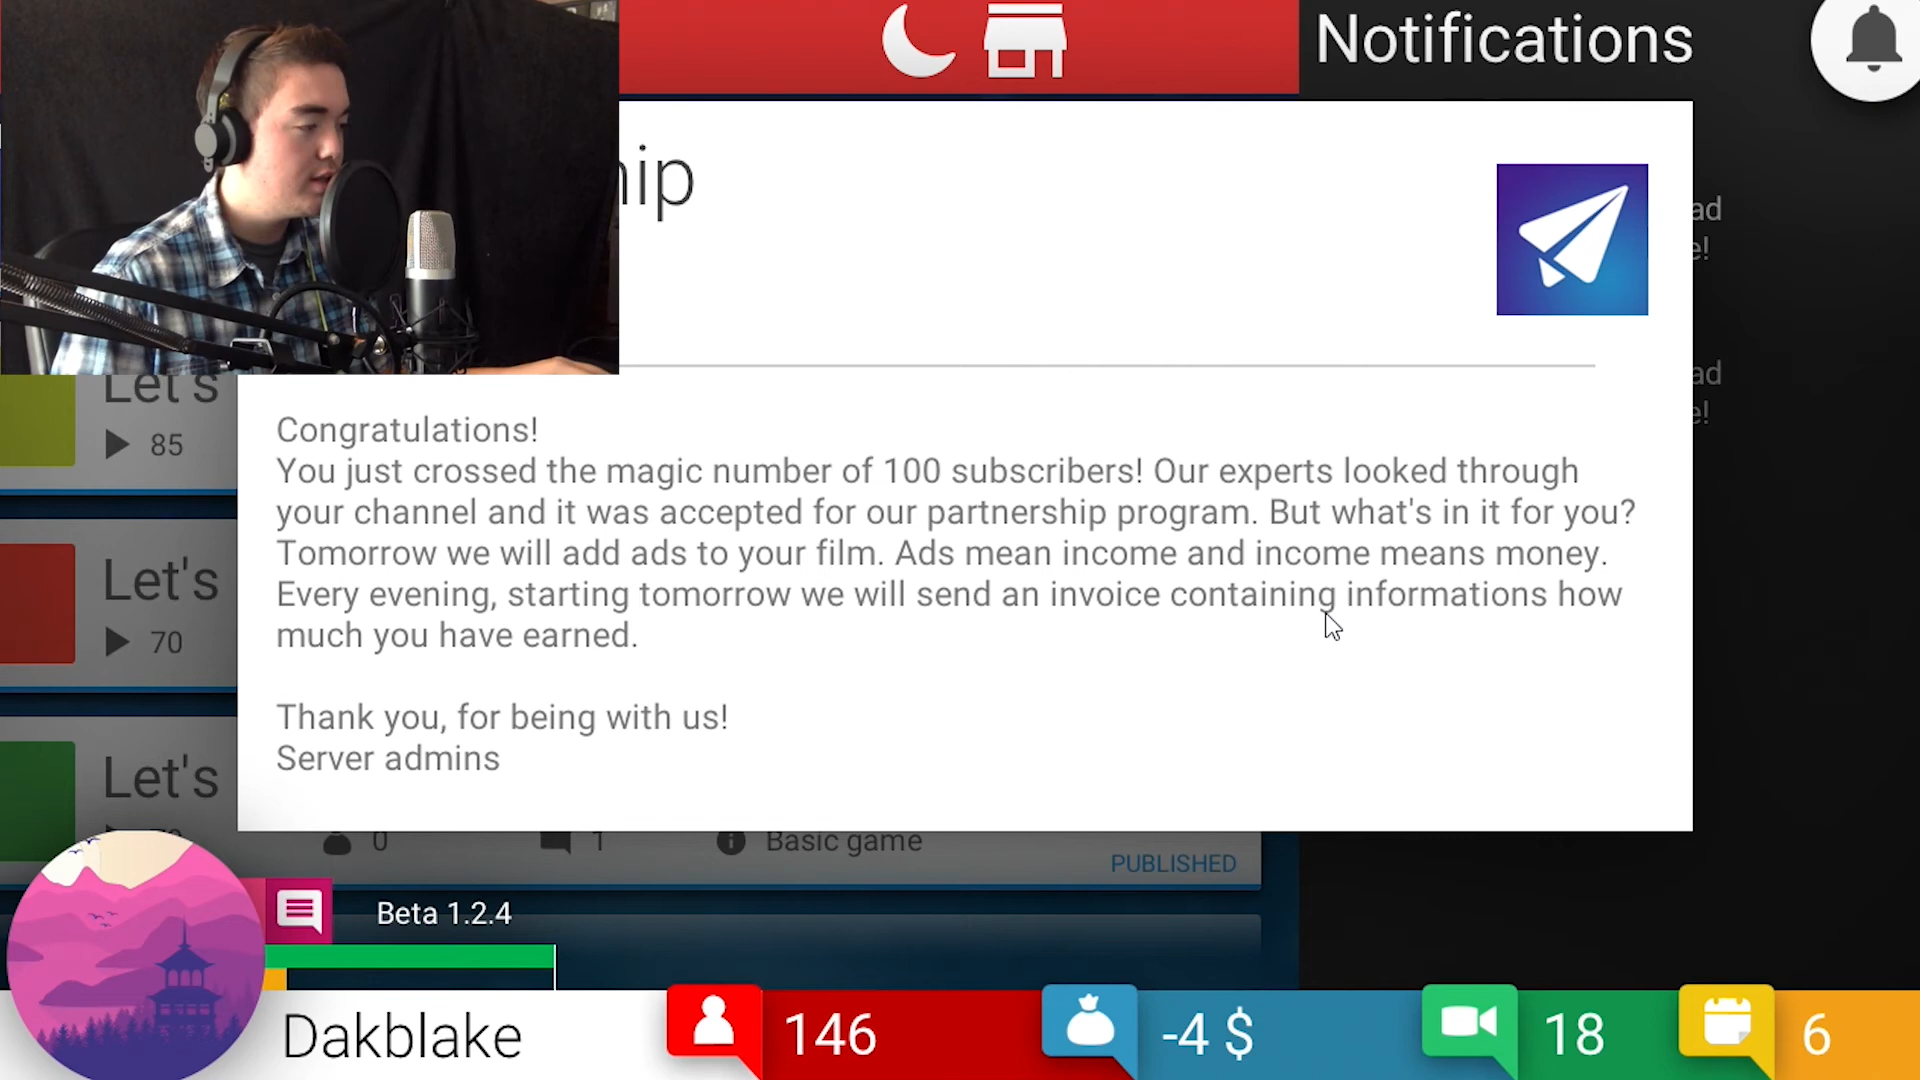 Notifications
Congratulations!
You just crossed the magic number of 100 subscribers! Our experts looked through
your channel and it was accepted for our partnership program. But what's in it for you?
Tomorrow we will add ads to your film. Ads mean income and income means money.
Every evening, starting tomorrow we will send an invoice containing informations how
much you have earned.
Thank you, for being with us!
Server admins
Let's
85
Let's
70
Let's
0 1 Basic game
PUBLISHED
Beta 1.2.4
Dakblake 146 -4 $ 18 6